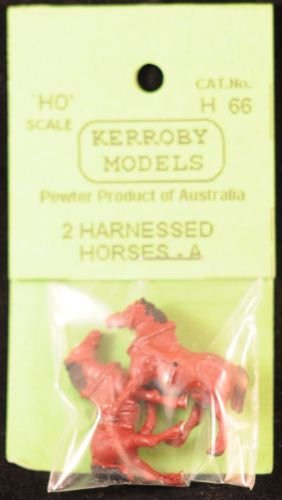 "HO"
SCALE
CAT.No.
H 66
KERROBY
MODELS
Pewter Product of Australia
2 HARNESSED
HORSES - A